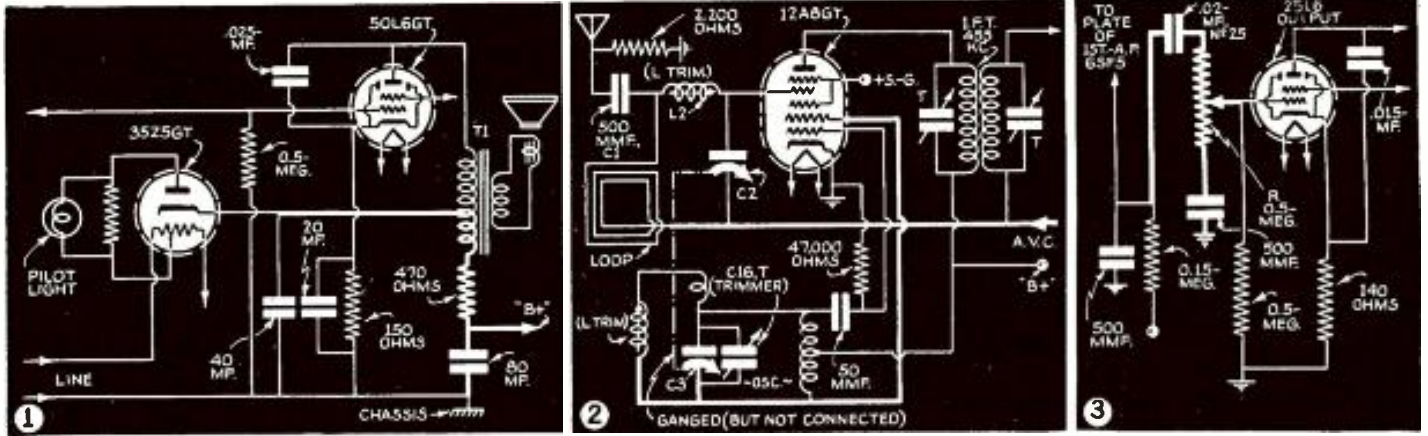 .025-
MF.
50L6GT
35Z5GT
T1
0.5-
MEG.
PILOT
LIGHT
20
MF.
470
OHMS
"B+"
150
OHMS
40
MF.
80
MF.
LINE
CHASSIS
1
2,200
OHMS
12A8GT
I.F.T.
455
KC.
(L TRIM)
+S.-G.
L2
500
MMF.
C1
T
T
C2
LOOP
47,000
OHMS
A.V.C.
C16,T
(TRIMMER)
"B+"
(L TRIM)
C3
~OSC.~
50
MMF.
GANGED (BUT NOT CONNECTED)
2
TO
PLATE
OF
1ST.-A.F.
6SF5
.02-
MF.
Nº25
25L6
OUTPUT
.015-
MF.
R
0.5-
MEG.
0.15-
MEG.
500
MMF.
140
OHMS
0.5-
MEG.
500
MMF.
3